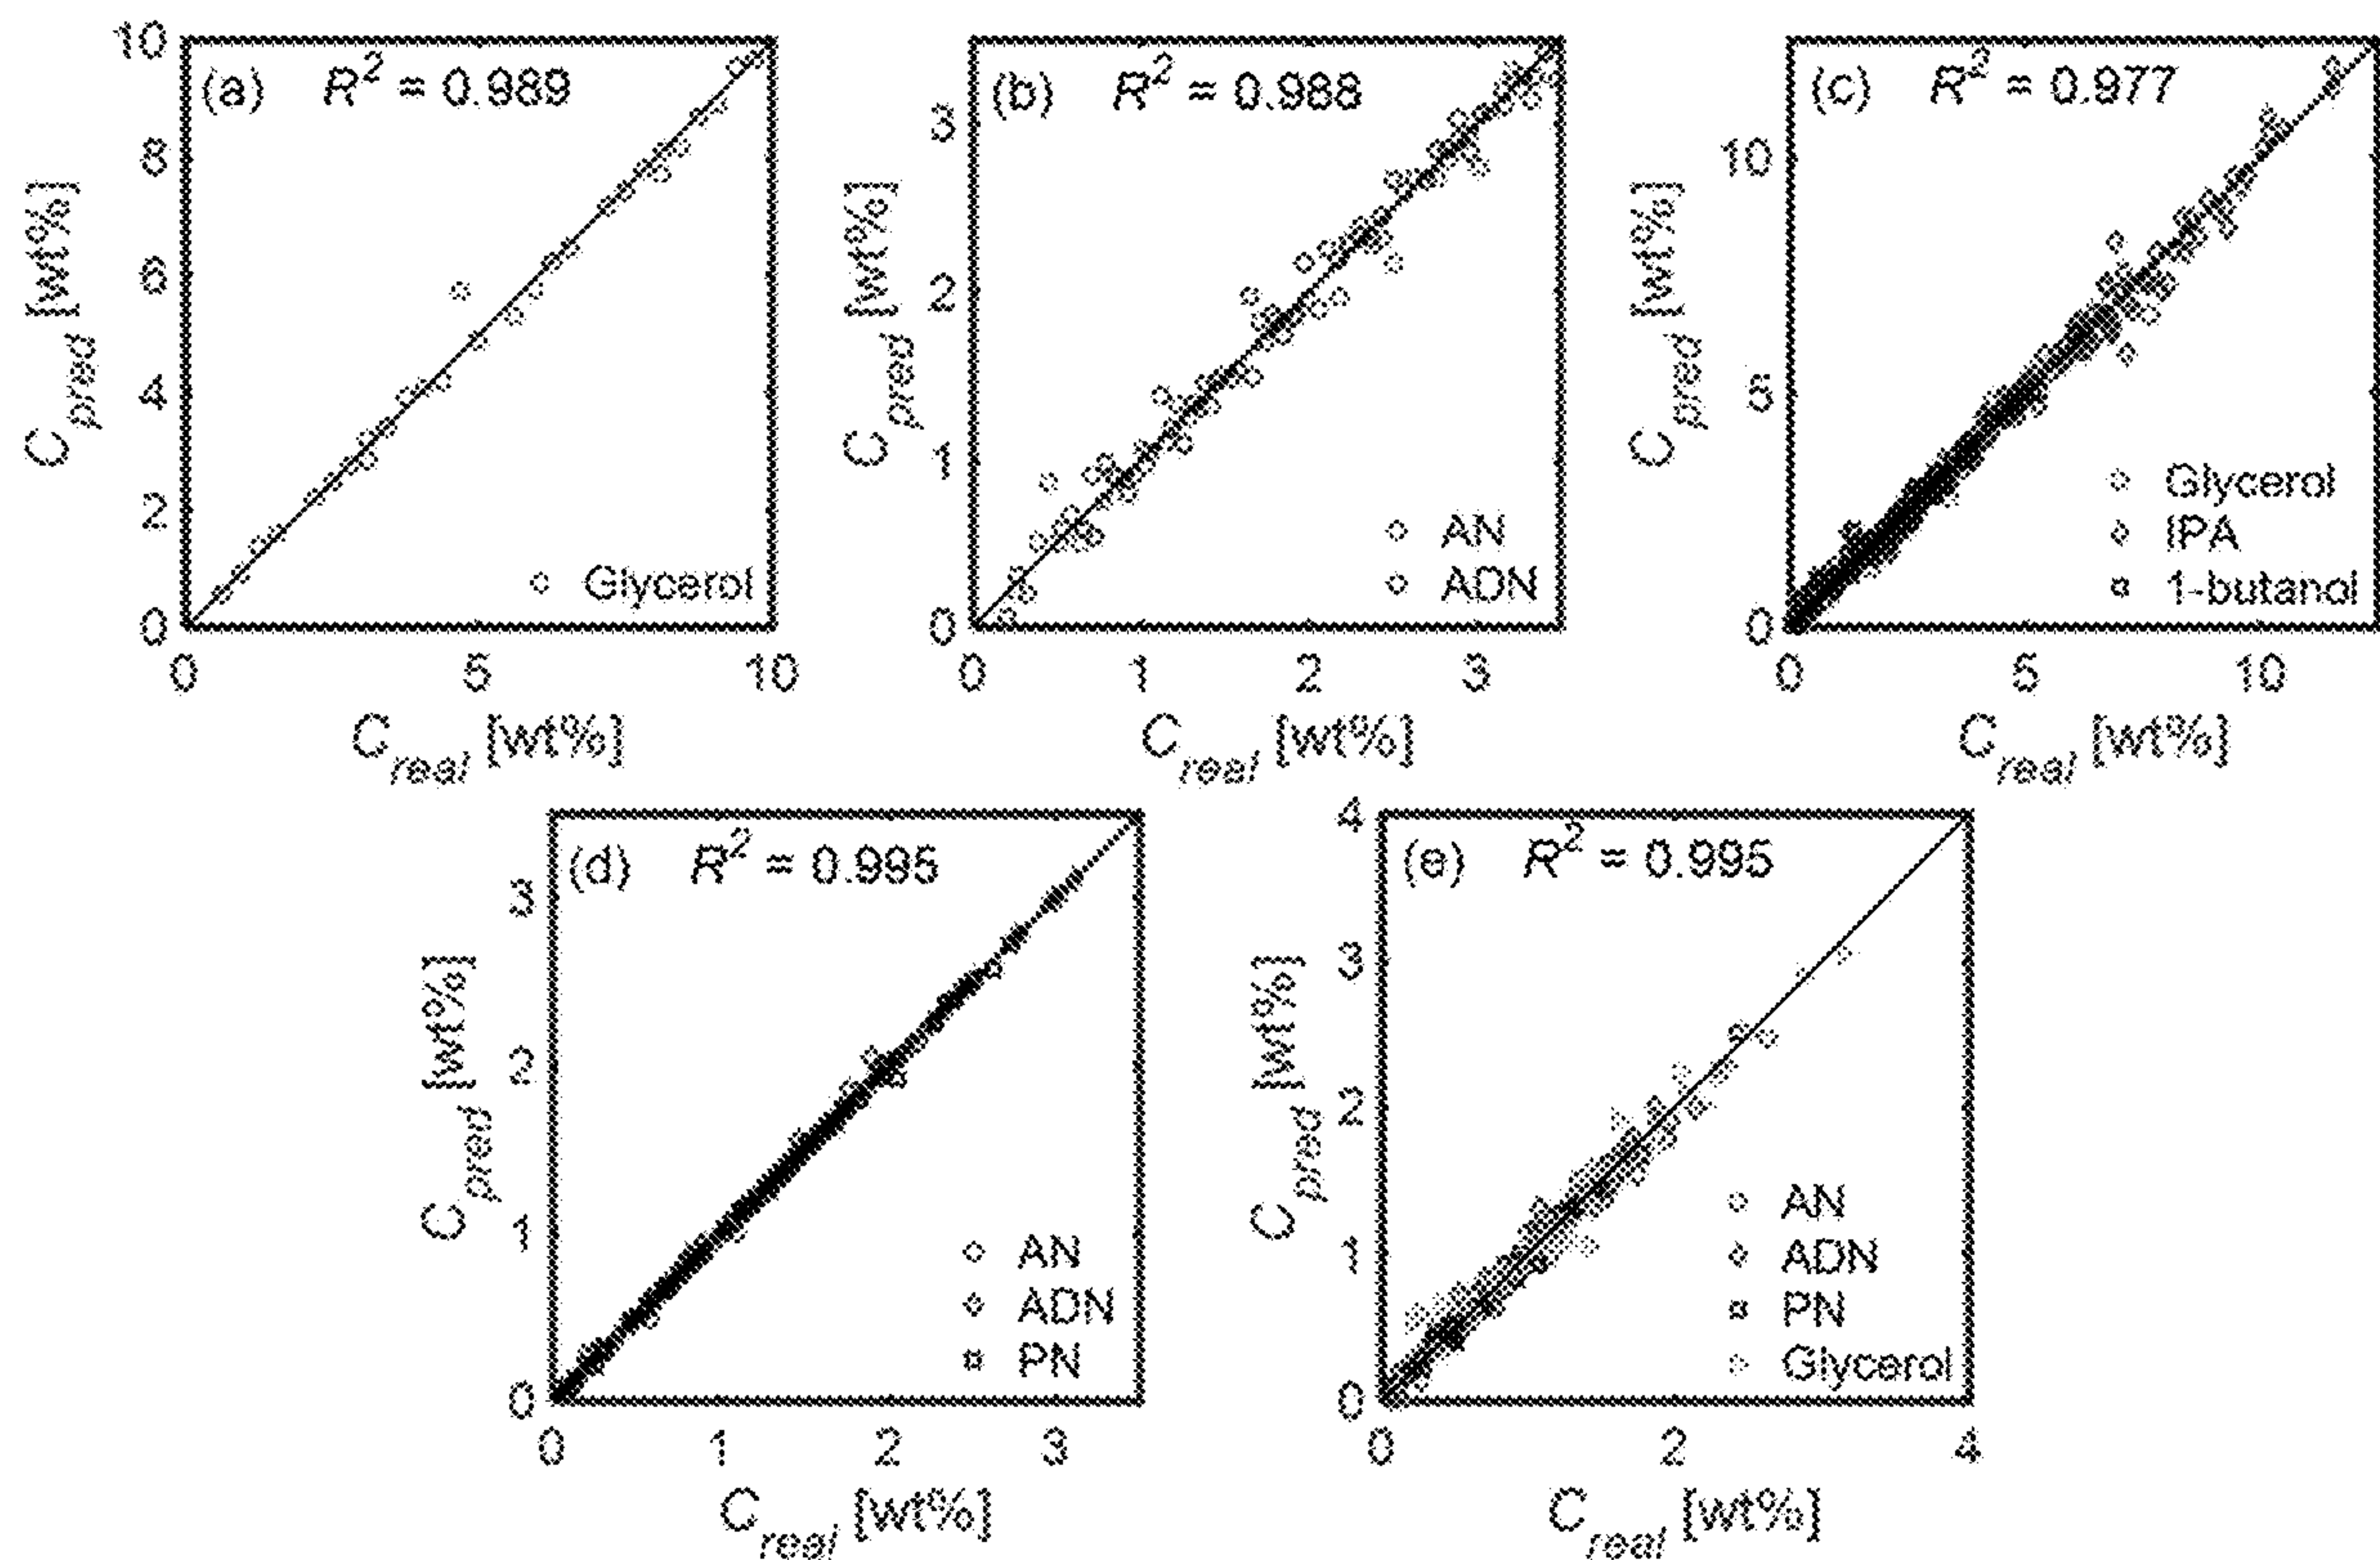 (a) R² = 0.989
10
8
6
4
2
0
0 5 10
C_pred [wt%]
C_real [wt%]
Glycerol
(b) R² = 0.988
3
2
1
0
0 1 2 3
C_pred [wt%]
C_real [wt%]
AN
ADN
(c) R² = 0.977
10
5
0
0 5 10
C_pred [wt%]
C_real [wt%]
Glycerol
IPA
1-butanol
(d) R² = 0.995
3
2
1
0
0 1 2 3
C_pred [wt%]
C_real [wt%]
AN
ADN
PN
(e) R² = 0.995
4
3
2
1
0
0 2 4
C_pred [wt%]
C_real [wt%]
AN
ADN
PN
Glycerol